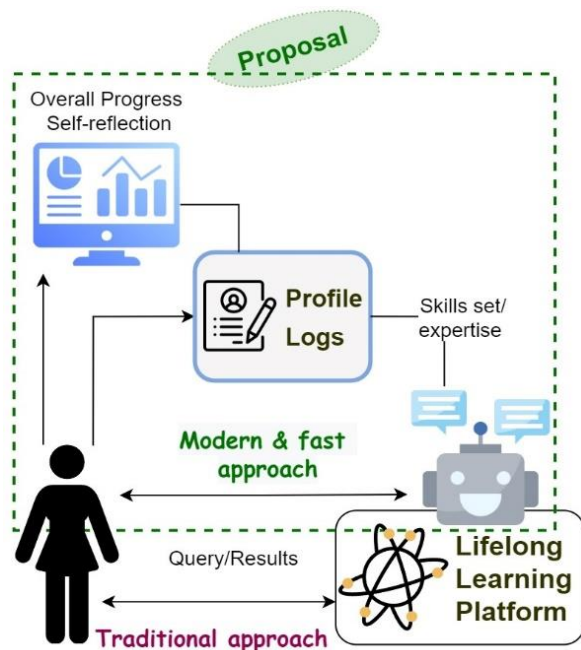 Proposal
Overall Progress
Self-reflection
Profile
Logs
Skills set/
expertise
Modern & fast
approach
Query/Results
Lifelong
Learning
Platform
Traditional approach